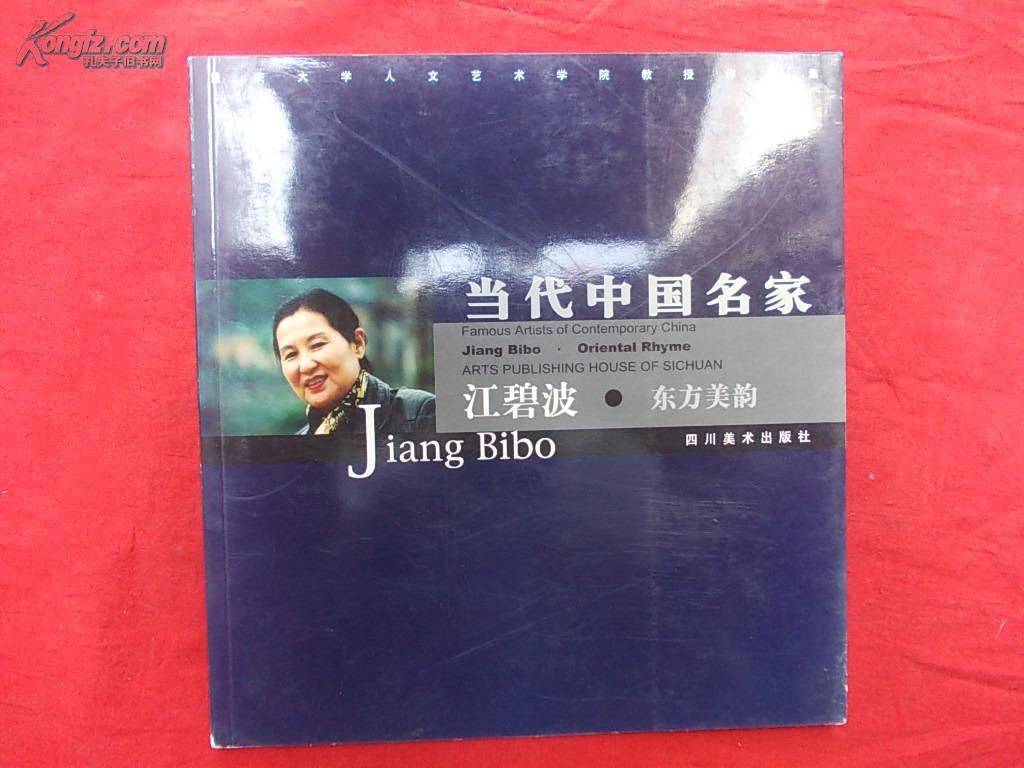 Kongfz.com
孔夫子旧书网
大学人文艺术学院教授
当代中国名家
Famous Artists of Contemporary China
Jiang Bibo · Oriental Rhyme
ARTS PUBLISHING HOUSE OF SICHUAN
江碧波 ● 东方美韵
Jiang Bibo
四川美术出版社